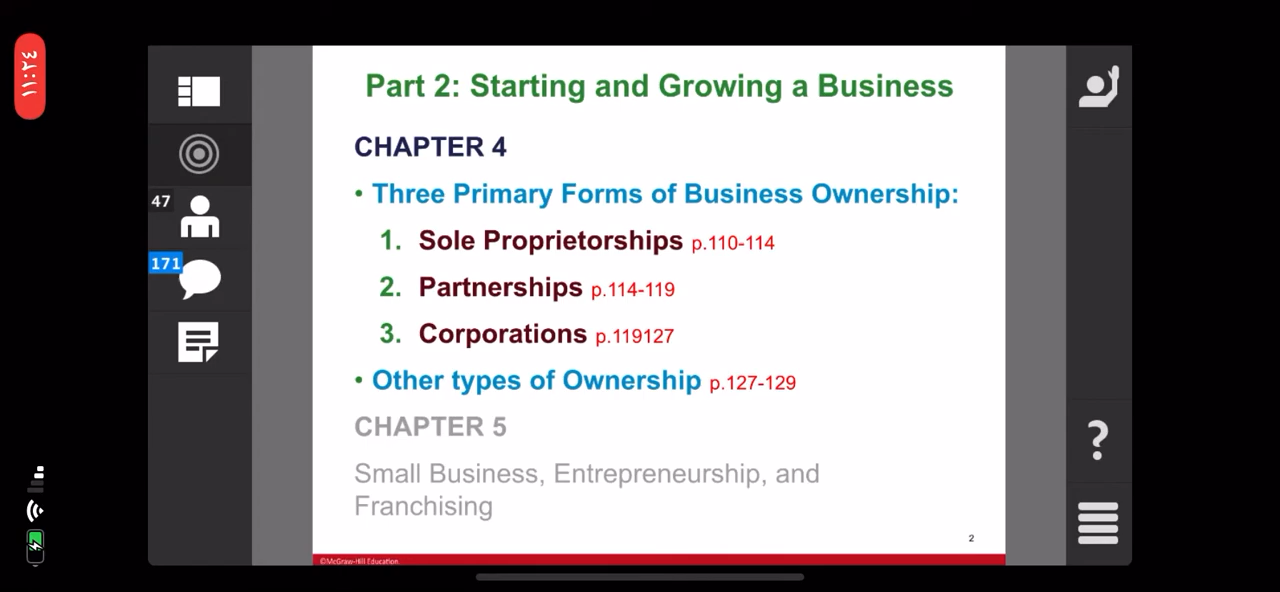 ١١:٣٤
47
171
Part 2: Starting and Growing a Business
CHAPTER 4
• Three Primary Forms of Business Ownership:
1. Sole Proprietorships p.110-114
2. Partnerships p.114-119
3. Corporations p.119127
• Other types of Ownership p.127-129
CHAPTER 5
Small Business, Entrepreneurship, and
Franchising
2
©McGraw-Hill Education.
?